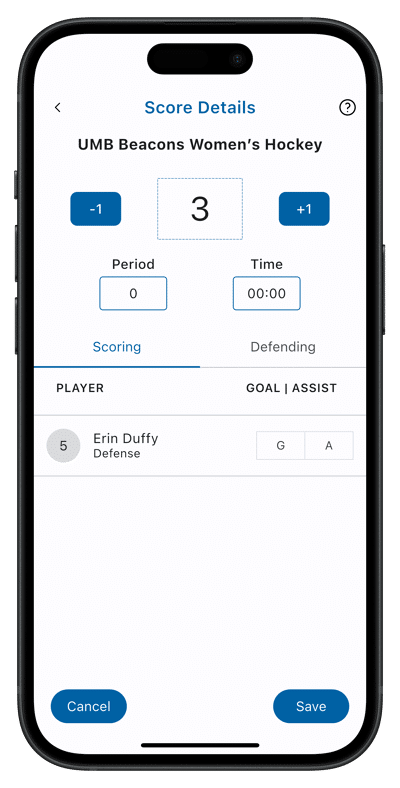 Score Details
UMB Beacons Women’s Hockey
-1 3 +1
Period Time
0 00:00
Scoring Defending
PLAYER GOAL | ASSIST
5 Erin Duffy G A
Defense
Cancel Save